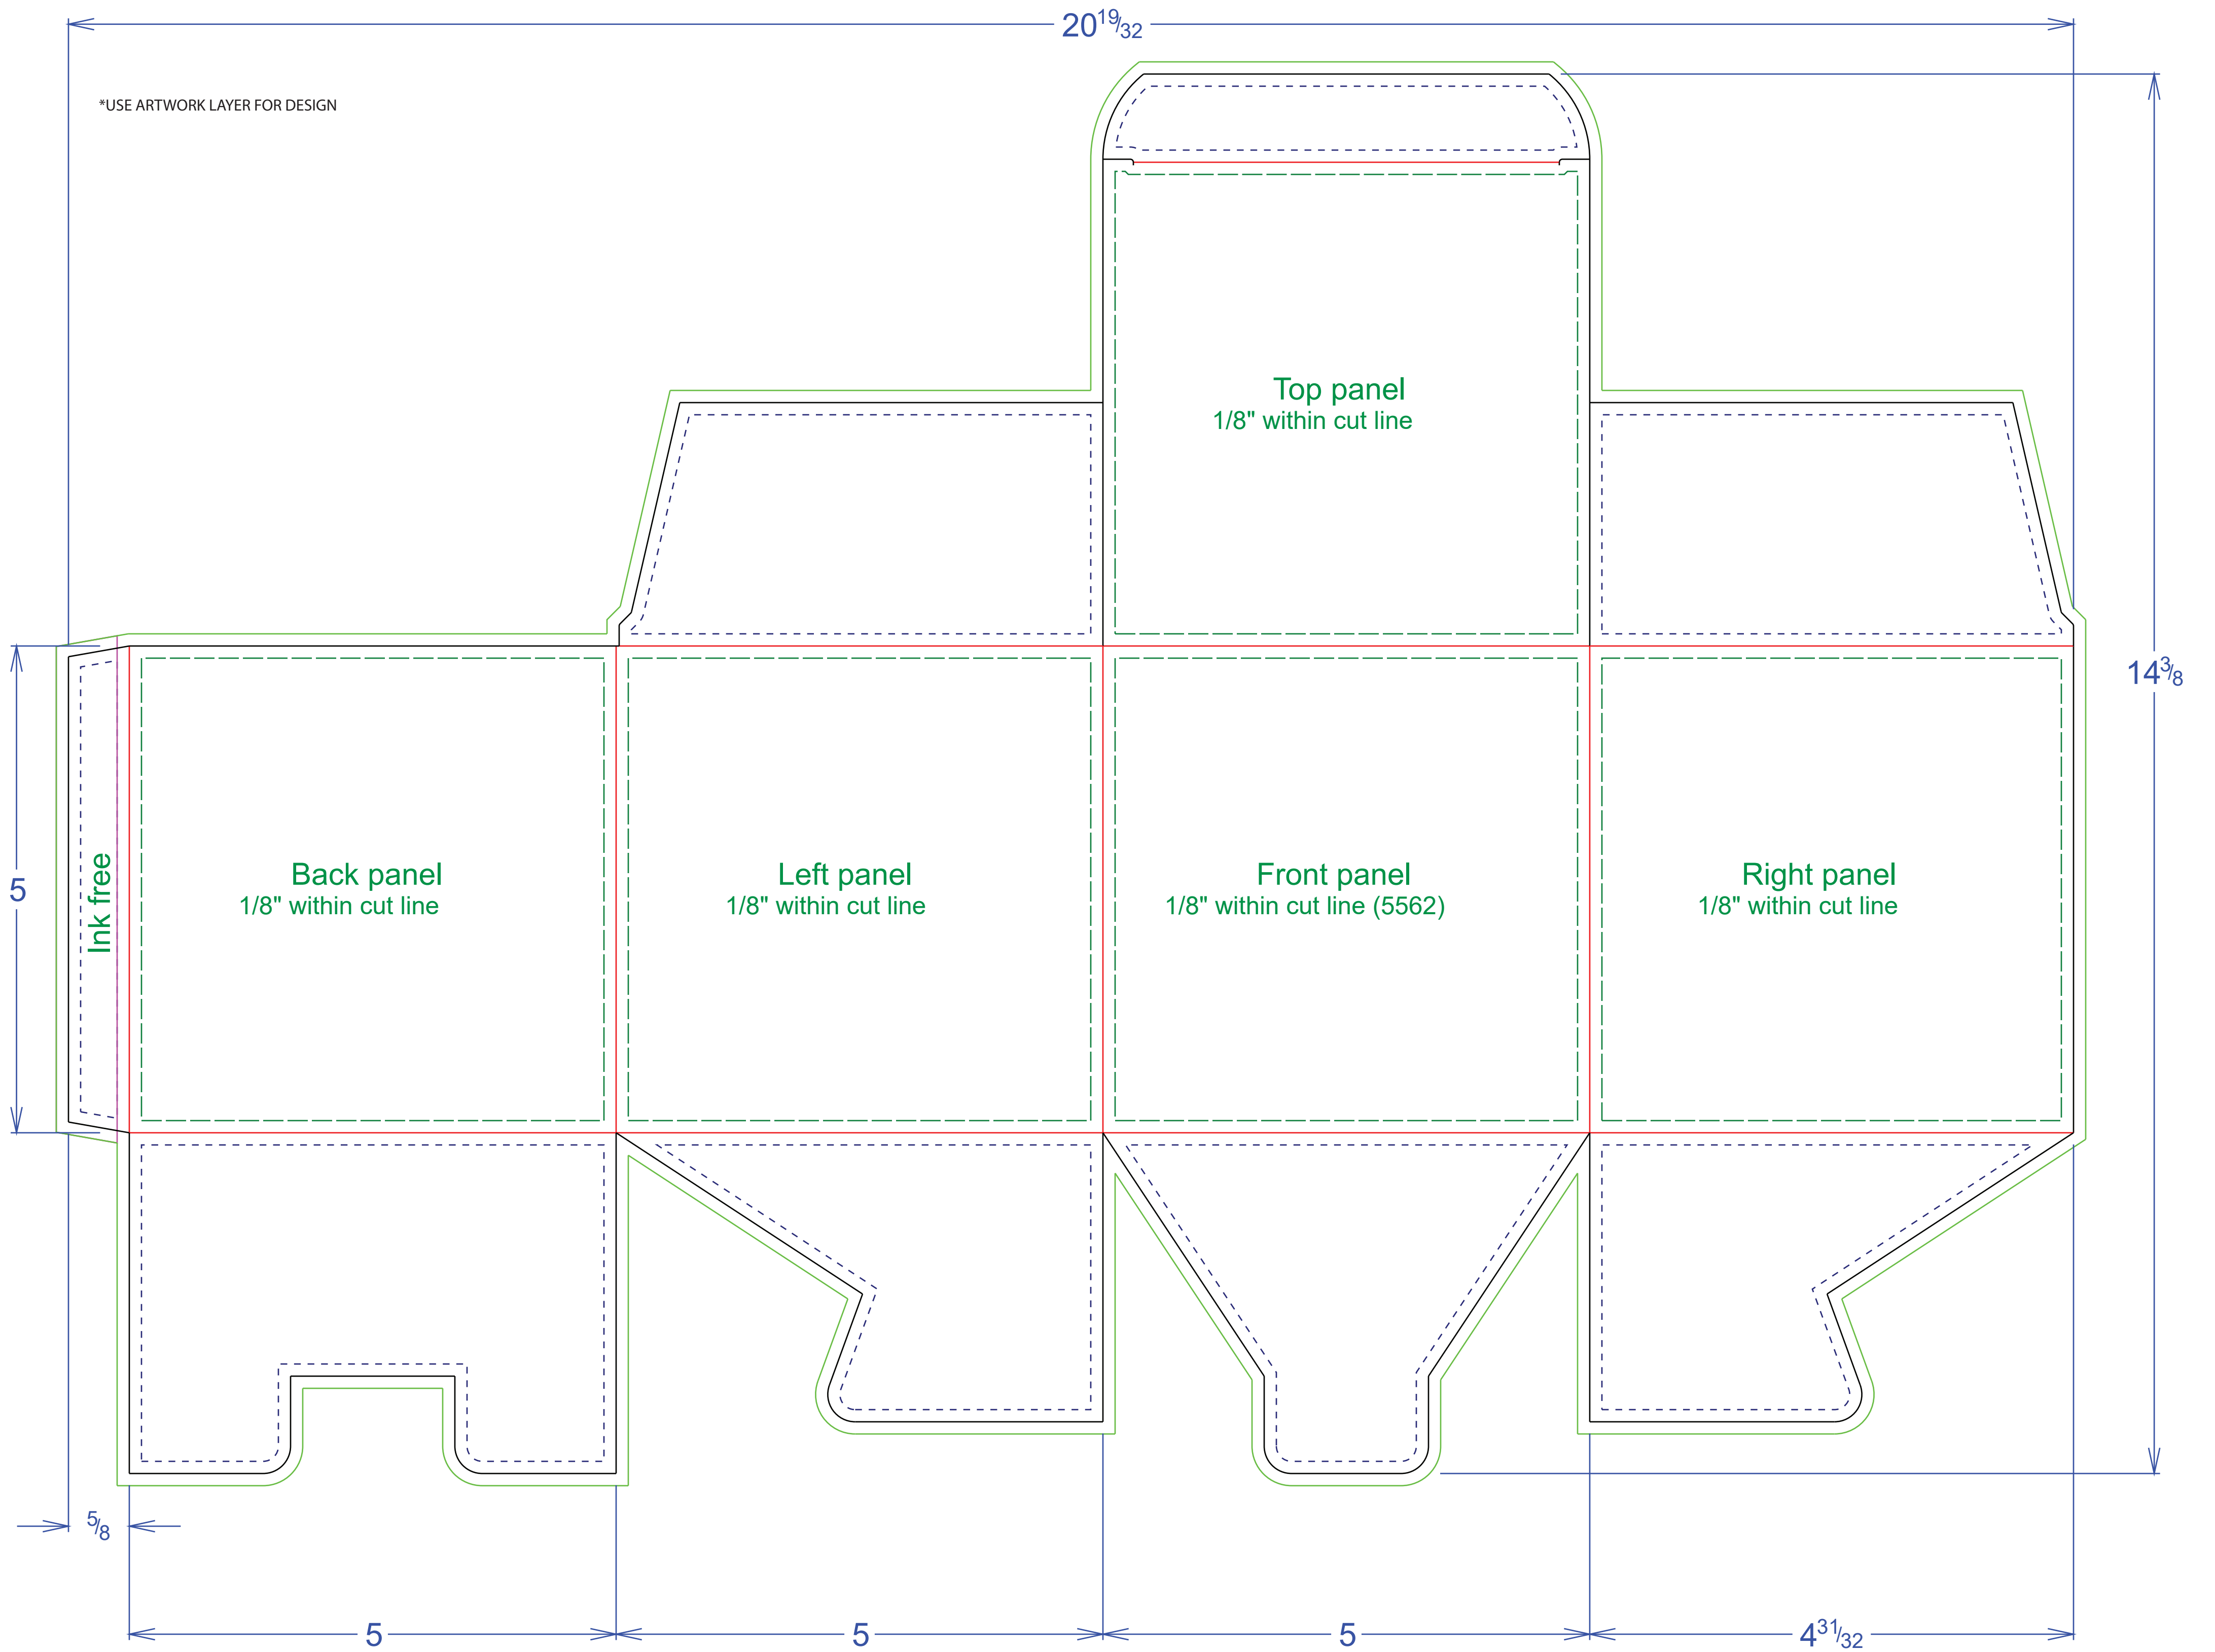 20 19/32
*USE ARTWORK LAYER FOR DESIGN
Top panel
1/8" within cut line
14 3/8
5
Ink free
Back panel
1/8" within cut line
Left panel
1/8" within cut line
Front panel
1/8" within cut line (5562)
Right panel
1/8" within cut line
5/8
5
5
5
4 31/32